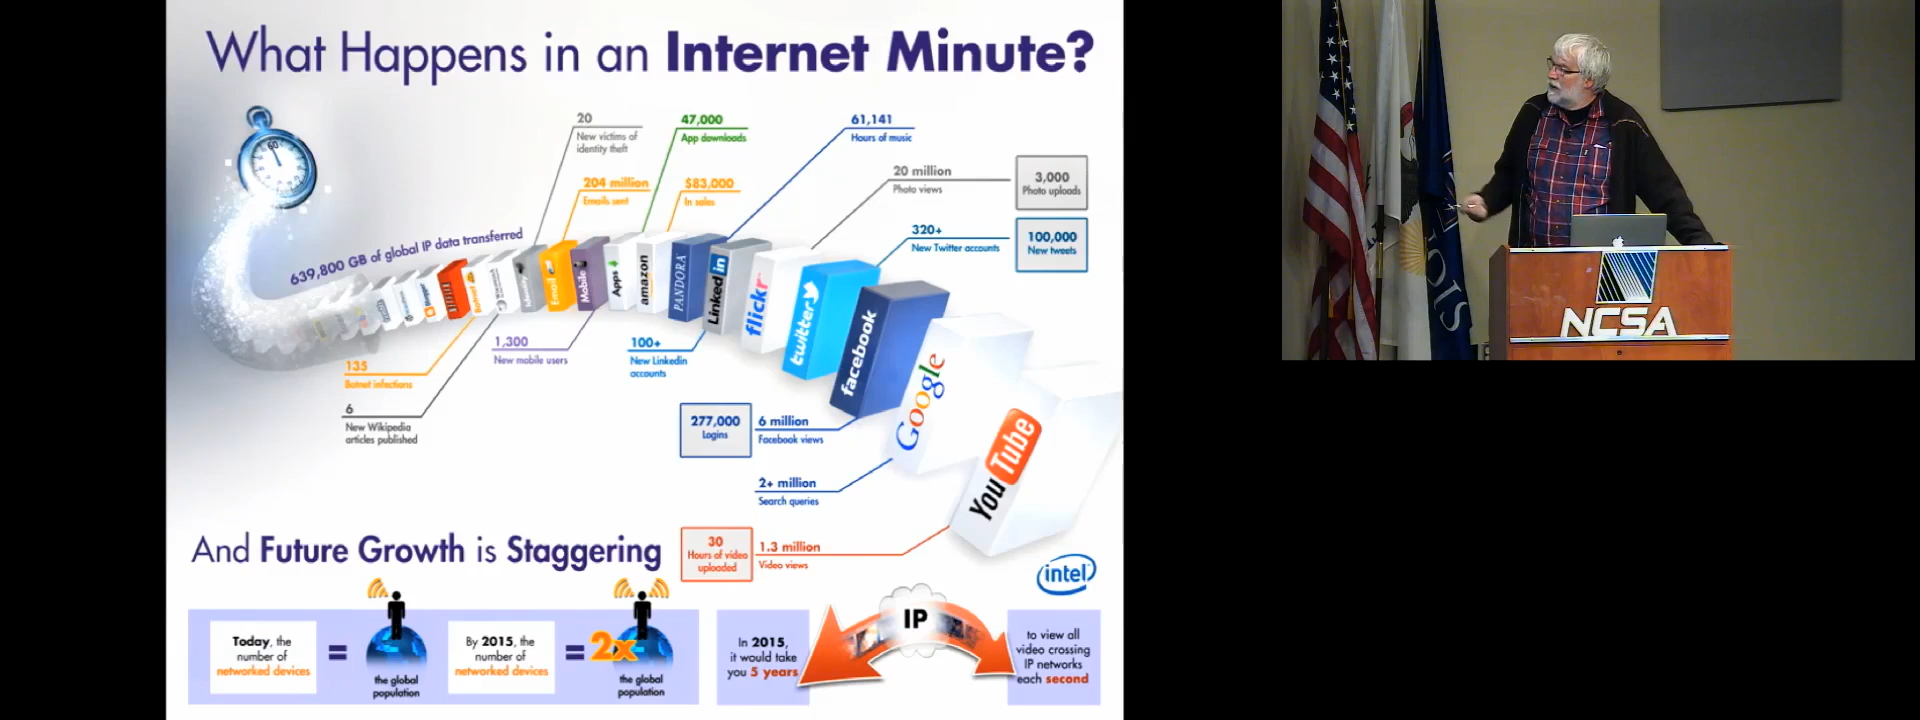 What Happens in an Internet Minute?
20
New victims of
identity theft
47,000
App downloads
61,141
Hours of music
204 million
Emails sent
$83,000
In sales
20 million
Photo views
3,000
Photo uploads
320+
New Twitter accounts
100,000
New tweets
639,800 GB of global IP data transferred
Blogger
Botnet
Identity
Email
Mobile
Apps
amazon
PANDORA
Linked in
flickr
twitter
facebook
Google
YouTube
135
Botnet infections
6
New Wikipedia
articles published
1,300
New mobile users
100+
New Linkedin
accounts
277,000
Logins
6 million
Facebook views
2+ million
Search queries
30
Hours of video
uploaded
1.3 million
Video views
And Future Growth is Staggering
intel
Today, the
number of
networked devices
=
the global
population
By 2015, the
number of
networked devices
= 2x
the global
population
In 2015,
it would take
you 5 years
IP
to view all
video crossing
IP networks
each second
NCSA